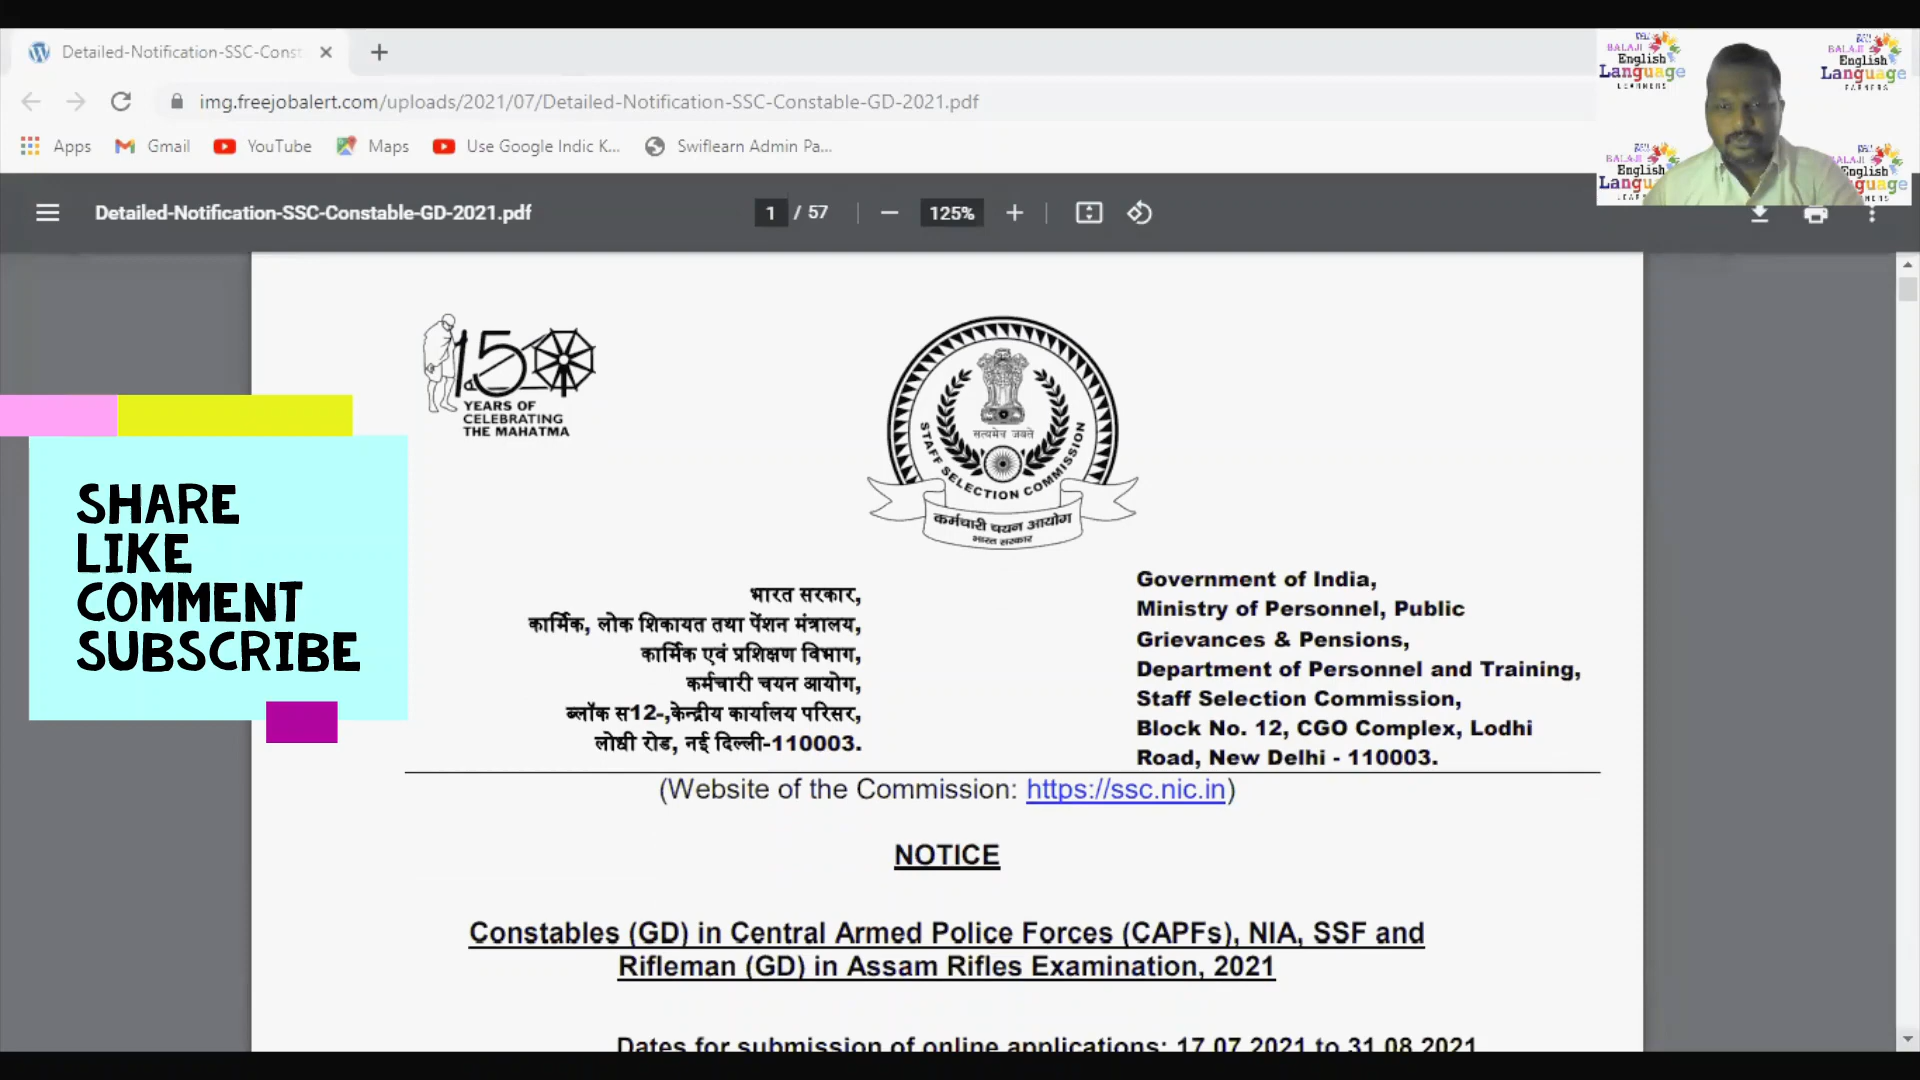 Detailed-Notification-SSC-Const
img.freejobalert.com/uploads/2021/07/Detailed-Notification-SSC-Constable-GD-2021.pdf
Apps Gmail YouTube Maps Use Google Indic K... Swiflearn Admin Pa...
BALAJI English Language LEARNERS
BALAJI English Language
BALAJI English
Detailed-Notification-SSC-Constable-GD-2021.pdf 1 / 57 125%
150
YEARS OF
CELEBRATING
THE MAHATMA
सत्यमेव जयते
STAFF SELECTION COMMISSION
कर्मचारी चयन आयोग
भारत सरकार
SHARE
LIKE
COMMENT
SUBSCRIBE
भारत सरकार,
कार्मिक, लोक शिकायत तथा पेंशन मंत्रालय,
कार्मिक एवं प्रशिक्षण विभाग,
कर्मचारी चयन आयोग,
ब्लॉक स12-,केन्द्रीय कार्यालय परिसर,
लोधी रोड, नई दिल्ली-110003.
Government of India,
Ministry of Personnel, Public
Grievances & Pensions,
Department of Personnel and Training,
Staff Selection Commission,
Block No. 12, CGO Complex, Lodhi
Road, New Delhi - 110003.
(Website of the Commission: https://ssc.nic.in)
NOTICE
Constables (GD) in Central Armed Police Forces (CAPFs), NIA, SSF and
Rifleman (GD) in Assam Rifles Examination, 2021
Dates for submission of online applications: 17.07.2021 to 31.08.2021